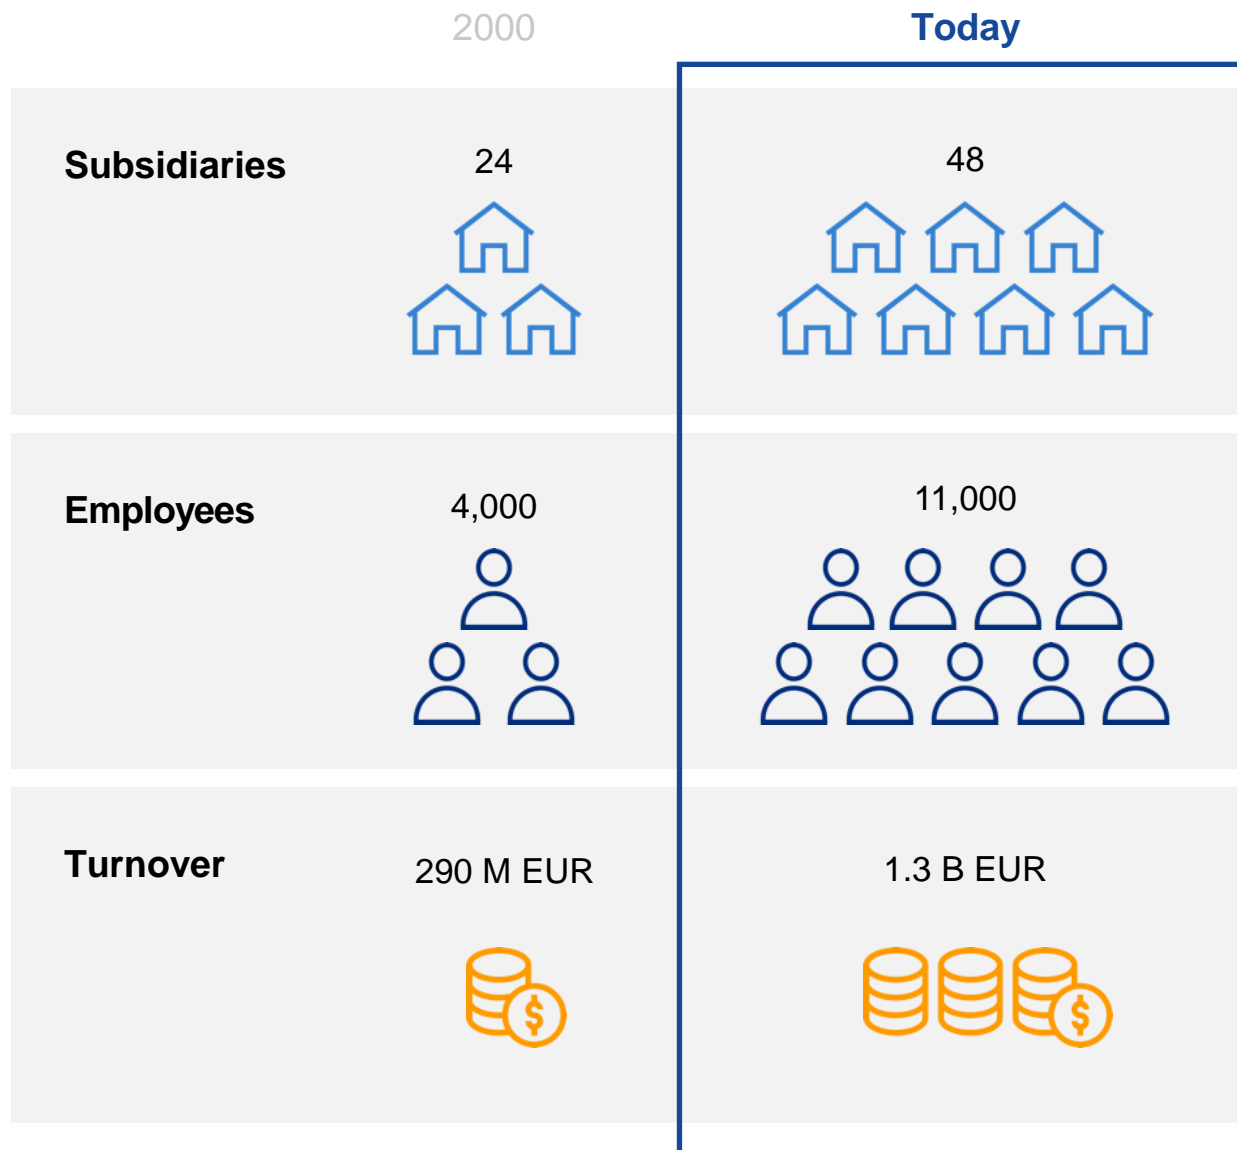 2000 Today
Subsidiaries 24 48
Employees 4,000 11,000
Turnover 290 M EUR 1.3 B EUR
$ $